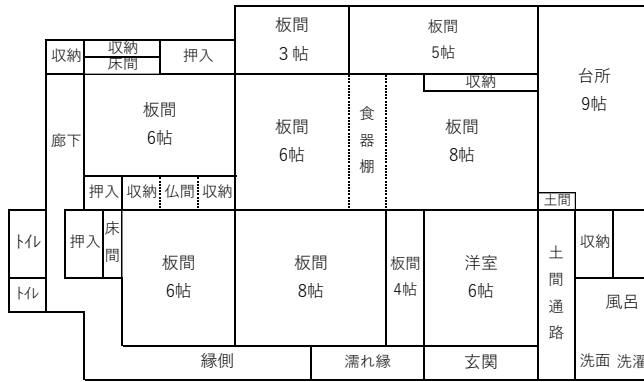 板間
3帖
板間
5帖
台所
9帖
収納
収納
床間
押入
収納
廊下
板間
6帖
板間
6帖
食器棚
板間
8帖
押入
収納
仏間
収納
土間
トイレ
トイレ
押入
床間
板間
6帖
板間
8帖
板間
4帖
洋室
6帖
土間通路
収納
風呂
縁側
濡れ縁
玄関
洗面
洗濯